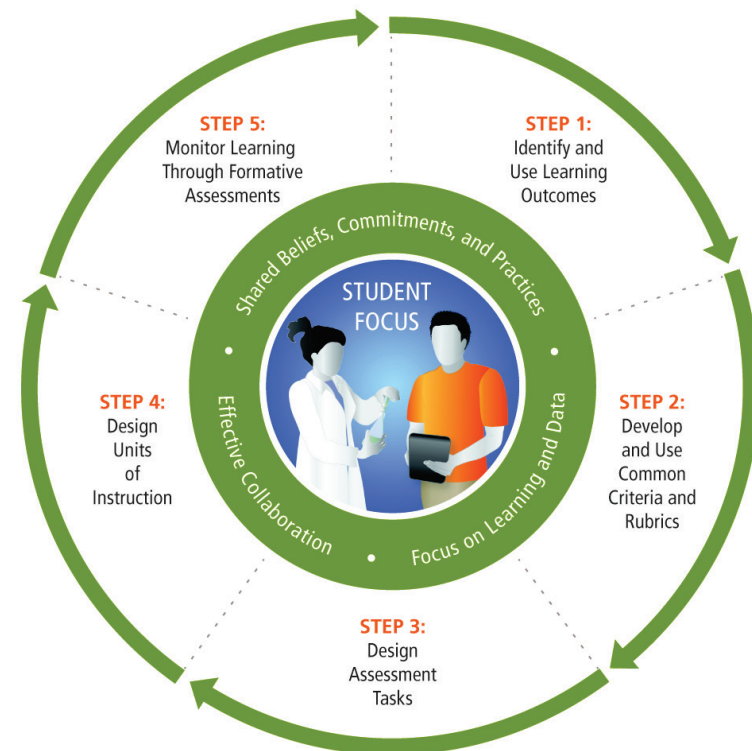 STEP 1:
Identify and
Use Learning
Outcomes
STEP 2:
Develop
and Use
Common
Criteria and
Rubrics
STEP 3:
Design
Assessment
Tasks
STEP 4:
Design
Units
of
Instruction
STEP 5:
Monitor Learning
Through Formative
Assessments
Shared Beliefs, Commitments, and Practices
Focus on Learning and Data
Effective Collaboration
STUDENT
FOCUS